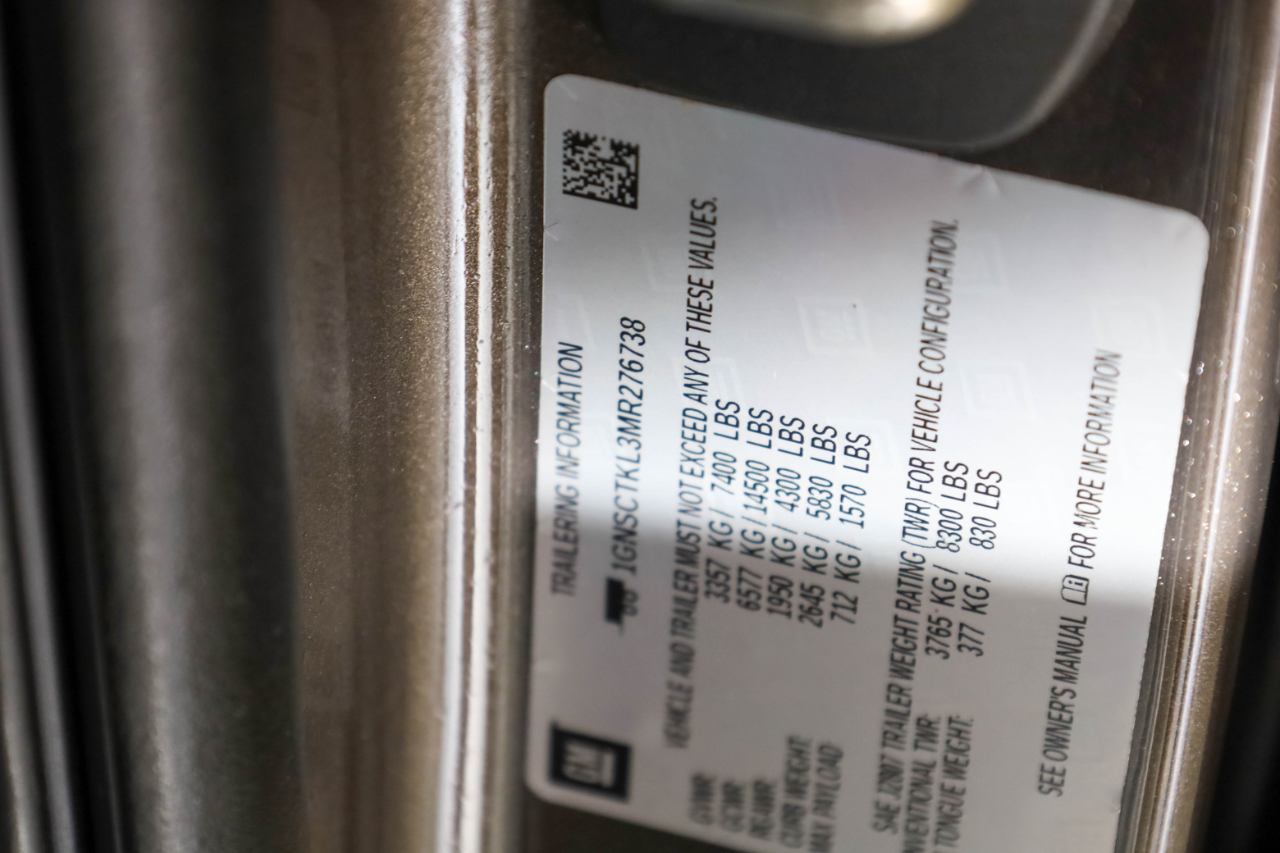 TRAILERING INFORMATION
GM
1GNSCTKL3MR276738
VEHICLE AND TRAILER MUST NOT EXCEED ANY OF THESE VALUES.
GVWR: 3357 KG / 7400 LBS
GCWR: 6577 KG / 14500 LBS
RGAWR: 1950 KG / 4300 LBS
CURB WEIGHT: 2645 KG / 5830 LBS
MAX PAYLOAD 712 KG / 1570 LBS
SAE J2807 TRAILER WEIGHT RATING (TWR) FOR VEHICLE CONFIGURATION.
NVENTIONAL TWR: 3765 KG / 8300 LBS
TONGUE WEIGHT: 377 KG / 830 LBS
SEE OWNER'S MANUAL FOR MORE INFORMATION